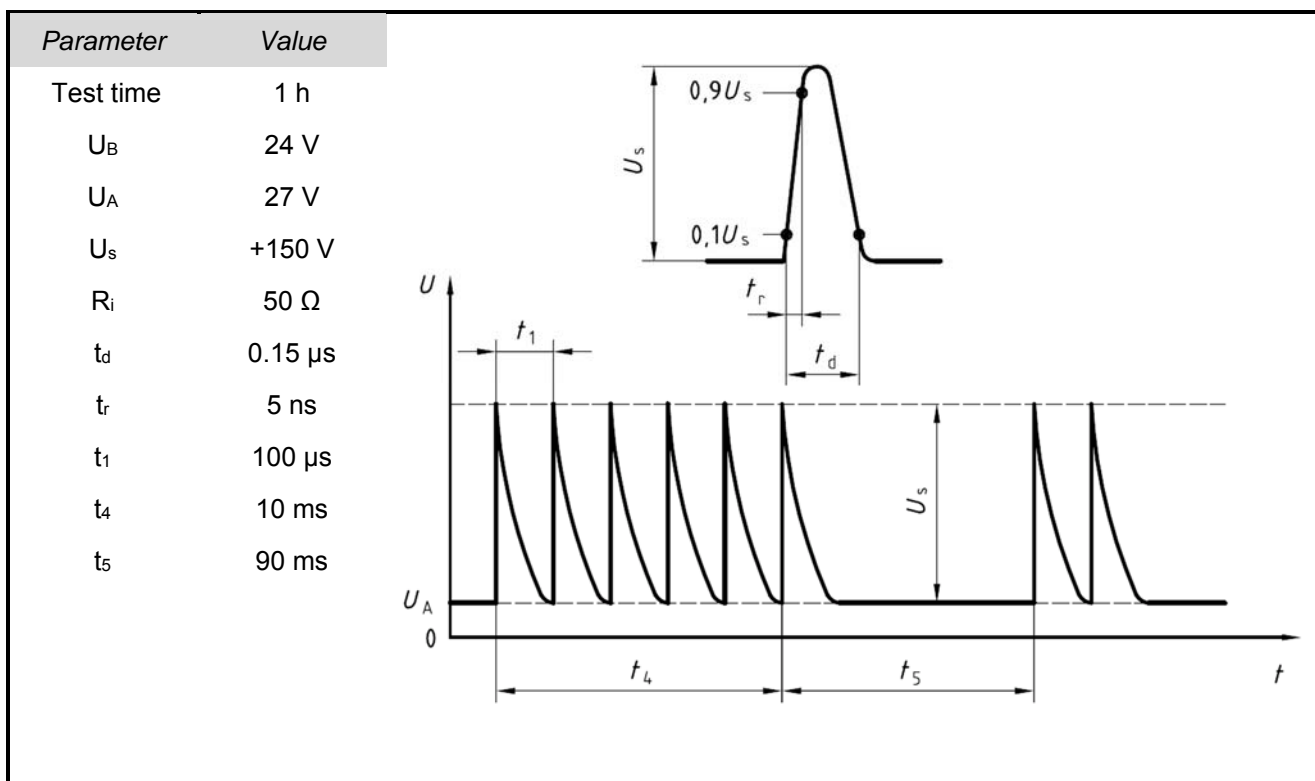 Parameter Value
Test time 1 h
UB 24 V
UA 27 V
Us +150 V
Ri 50 Ω
td 0.15 µs
tr 5 ns
t1 100 µs
t4 10 ms
t5 90 ms
0,9Us
Us
0,1Us
tr
td
U
t1
Us
UA
0
t4
t5
t